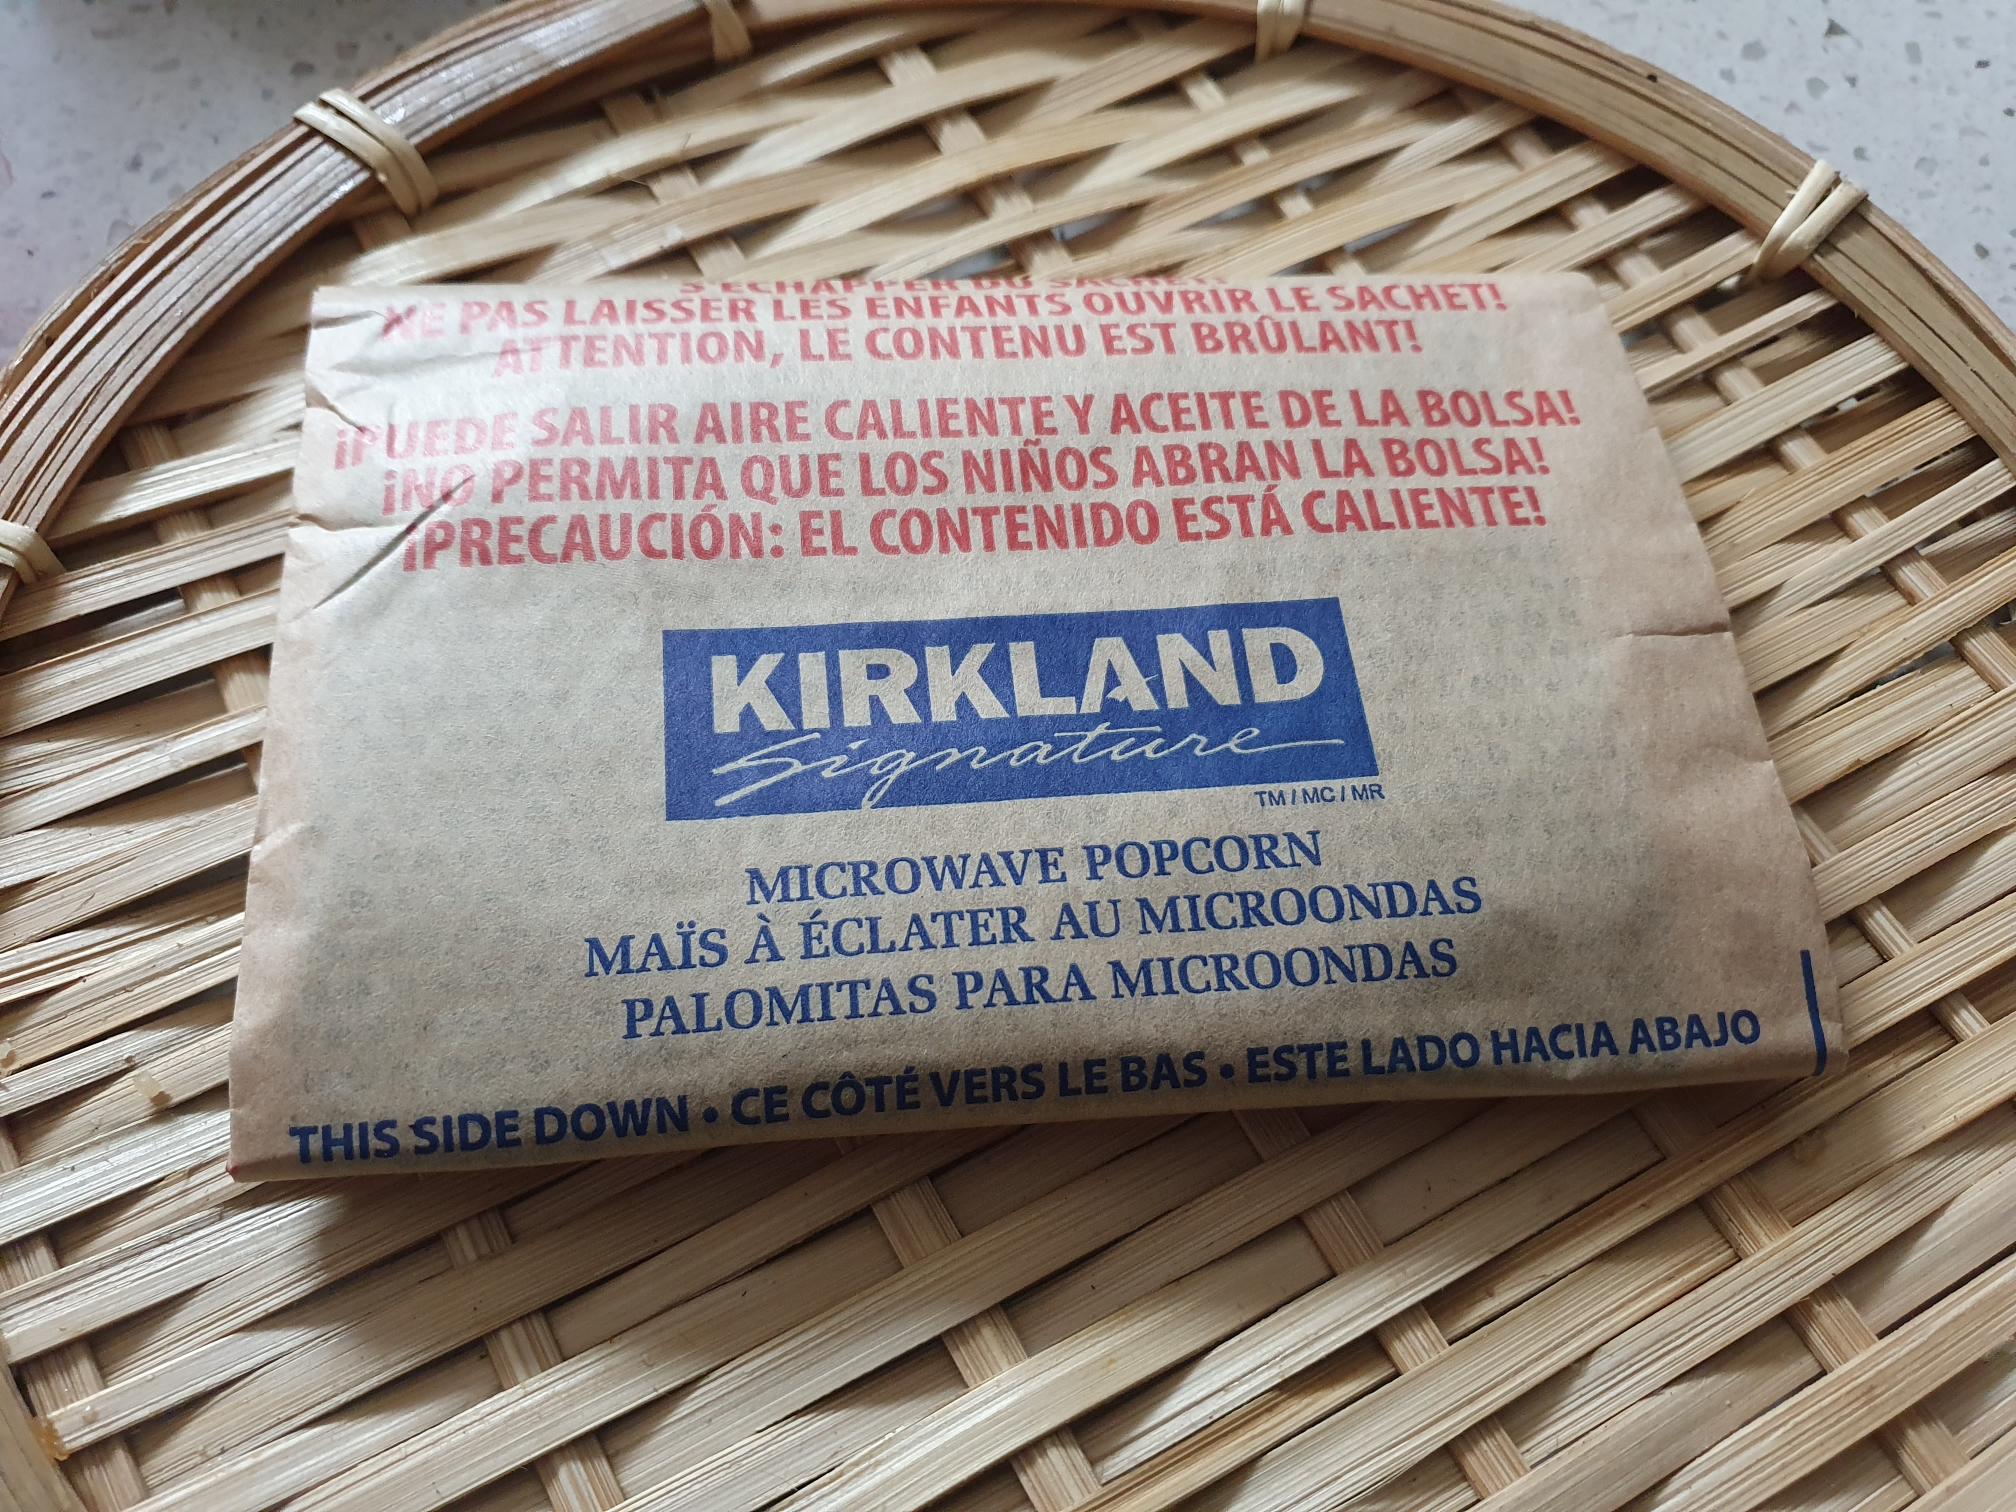 S'ÉCHAPPER DU SACHET!
NE PAS LAISSER LES ENFANTS OUVRIR LE SACHET!
ATTENTION, LE CONTENU EST BRÛLANT!
¡PUEDE SALIR AIRE CALIENTE Y ACEITE DE LA BOLSA!
¡NO PERMITA QUE LOS NIÑOS ABRAN LA BOLSA!
¡PRECAUCIÓN: EL CONTENIDO ESTÁ CALIENTE!
KIRKLAND
Signature
TM / MC / MR
MICROWAVE POPCORN
MAÏS À ÉCLATER AU MICROONDAS
PALOMITAS PARA MICROONDAS
THIS SIDE DOWN • CE CÔTÉ VERS LE BAS • ESTE LADO HACIA ABAJO